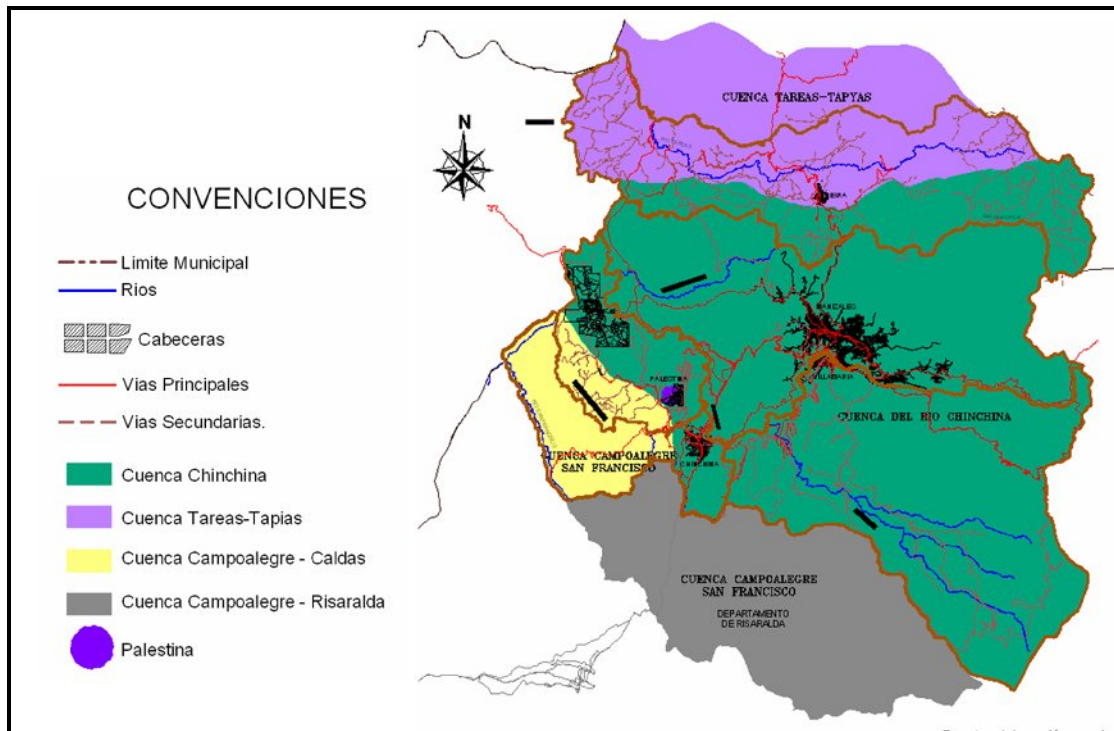 CUENCA TAREAS-TAPYAS
N
CONVENCIONES
Limite Municipal
Rios
Cabeceras
Vias Principales
Vias Secundarias.
Cuenca Chinchina
Cuenca Tareas-Tapias
Cuenca Campoalegre - Caldas
Cuenca Campoalegre - Risaralda
Palestina
MANIZALES
VILLAMARIA
PALESTINA
CUENCA DEL RIO CHINCHINA
CUENCA CAMPOALEGRE
SAN FRANCISCO
CHINCHINA
CUENCA CAMPOALEGRE
SAN FRANCISCO
DEPARTAMENTO
DE RISARALDA